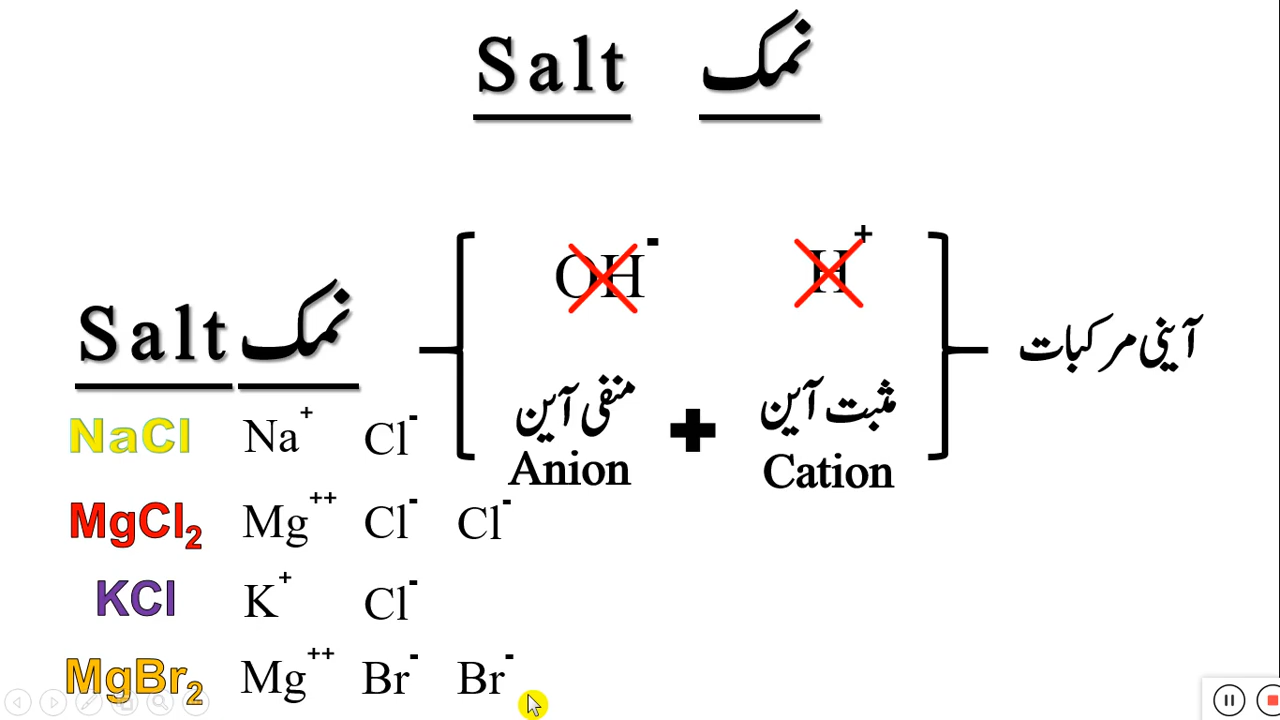 Salt نمک
OH⁻ H⁺
Salt نمک
آینی مرکبات
منفی آین + مثبت آین
Anion Cation
NaCl Na⁺ Cl⁻
MgCl₂ Mg⁺⁺ Cl⁻ Cl⁻
KCl K⁺ Cl⁻
MgBr₂ Mg⁺⁺ Br⁻ Br⁻